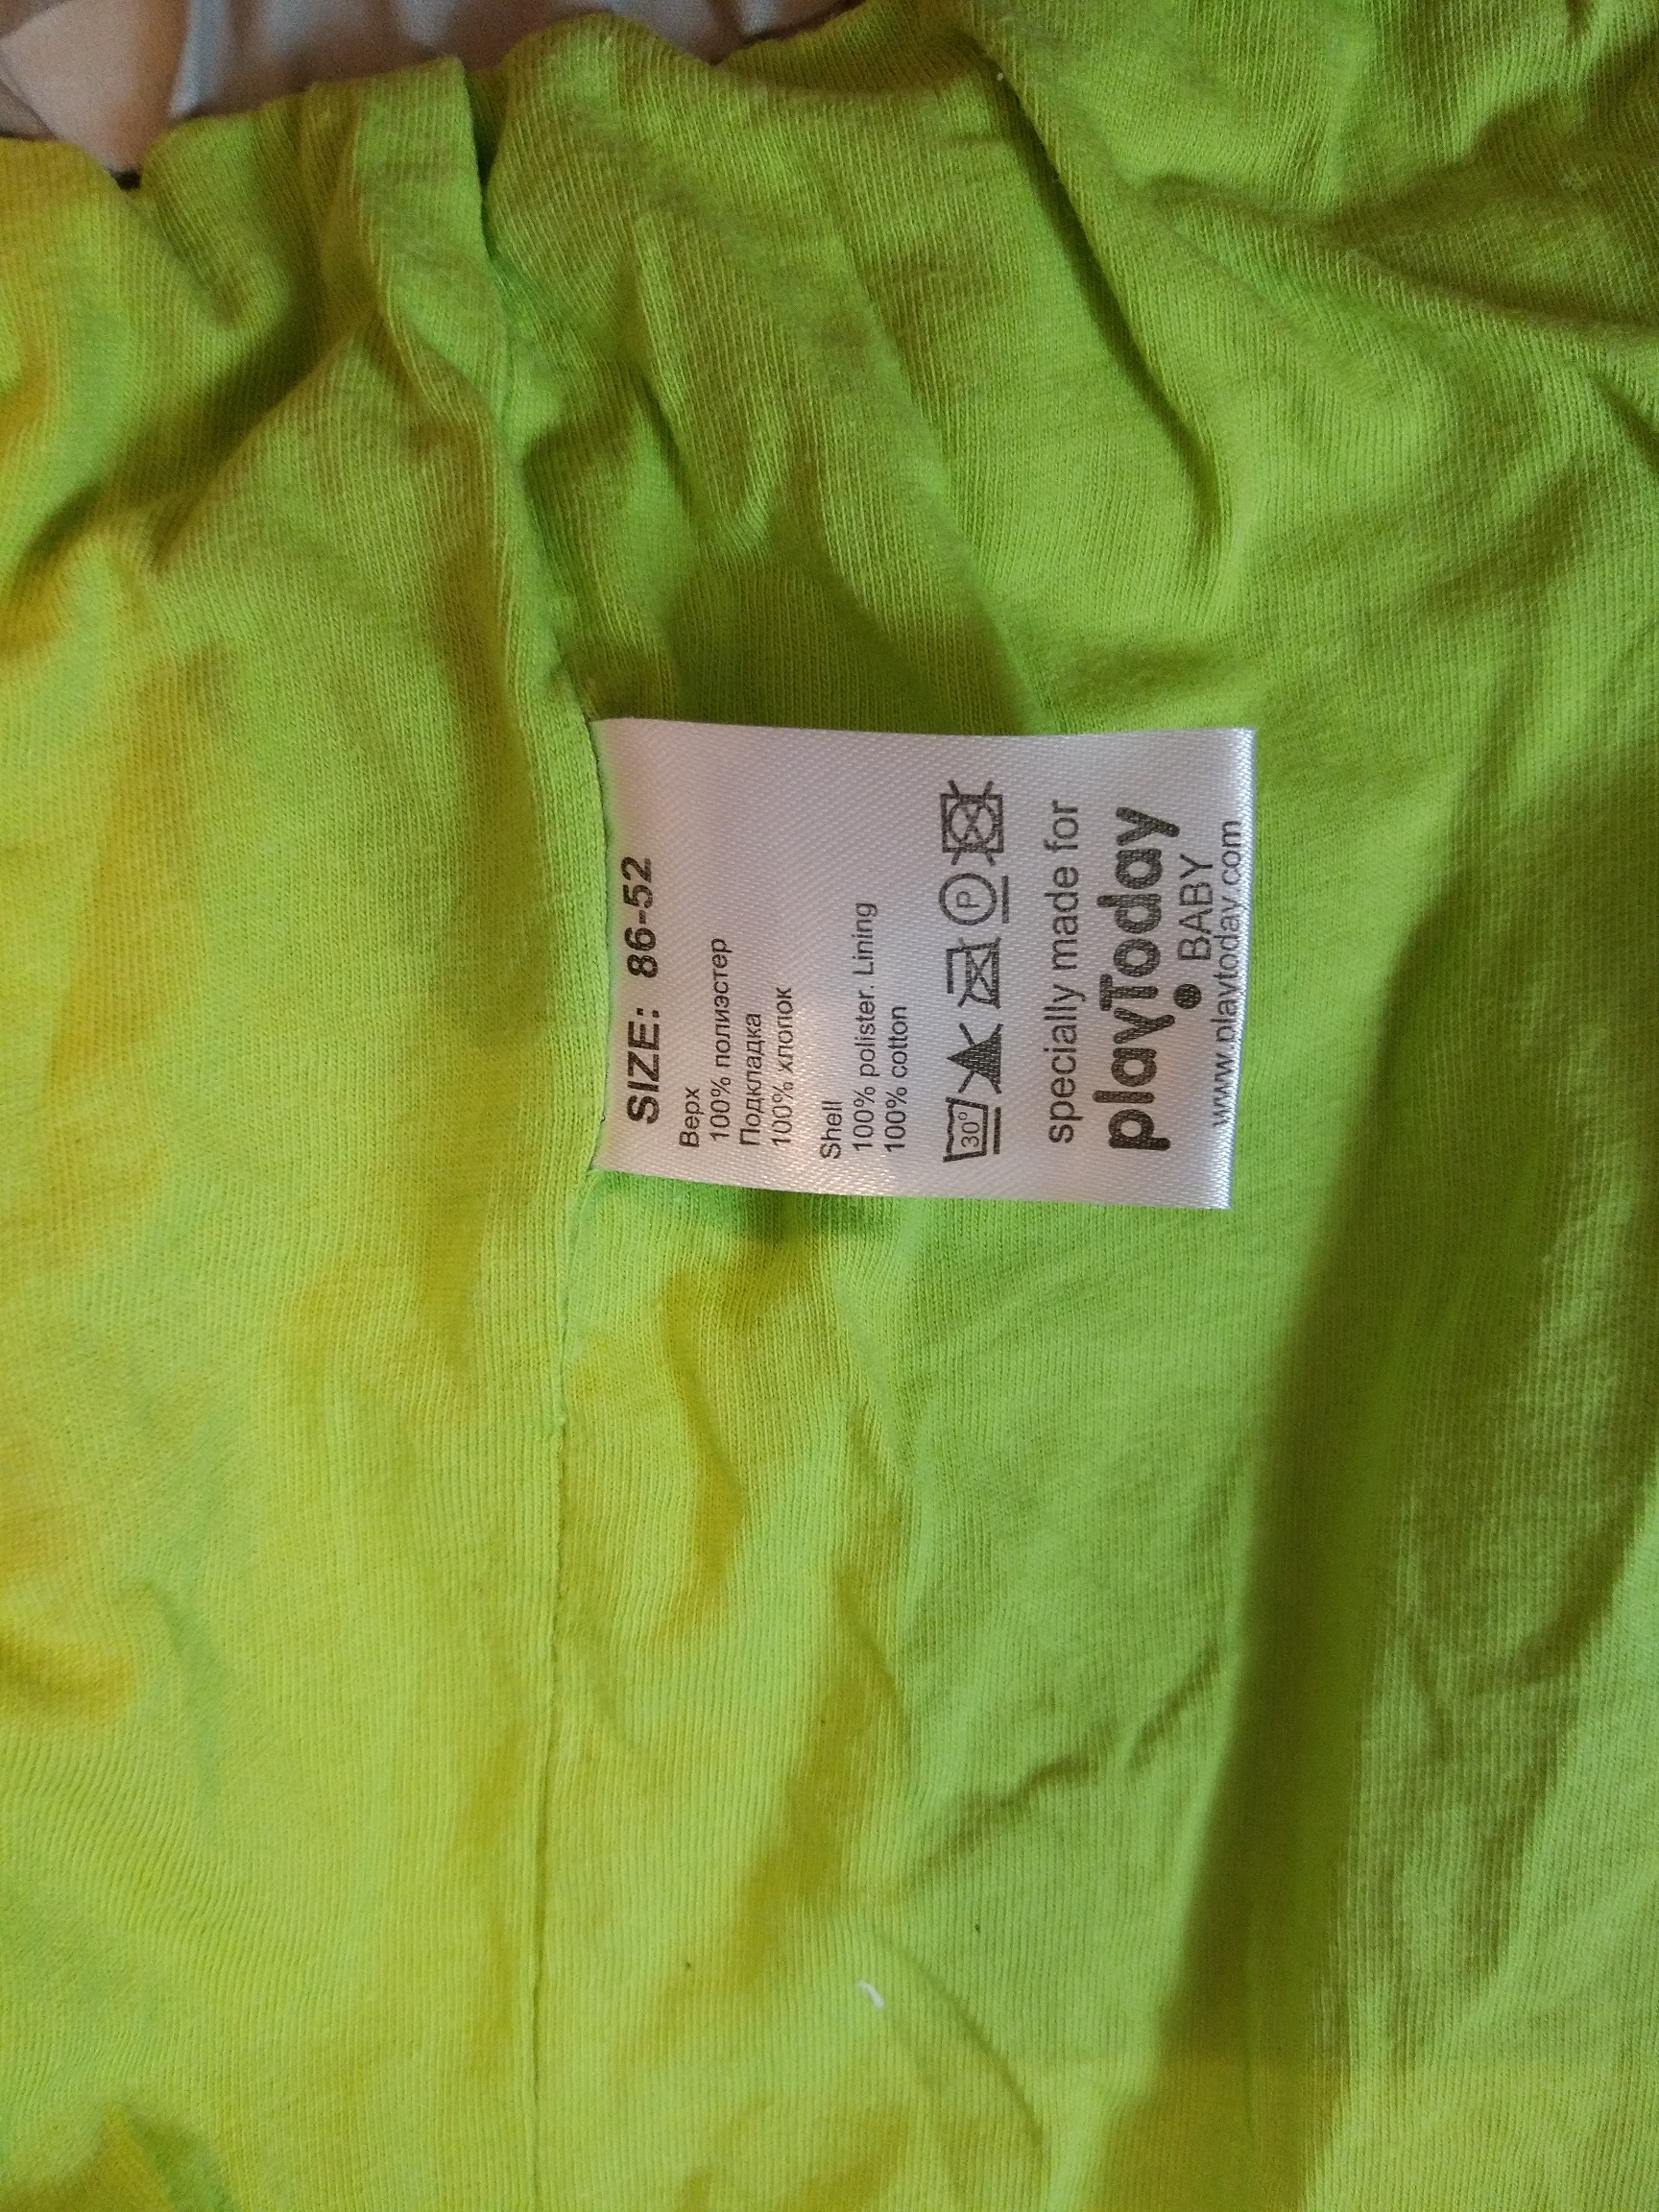 SIZE: 86-52
Верх
100% полиэстер
Подкладка
100% хлопок
Shell
100% polister. Lining
100% cotton
30° P
specially made for
playToday
BABY
www.playtoday.com